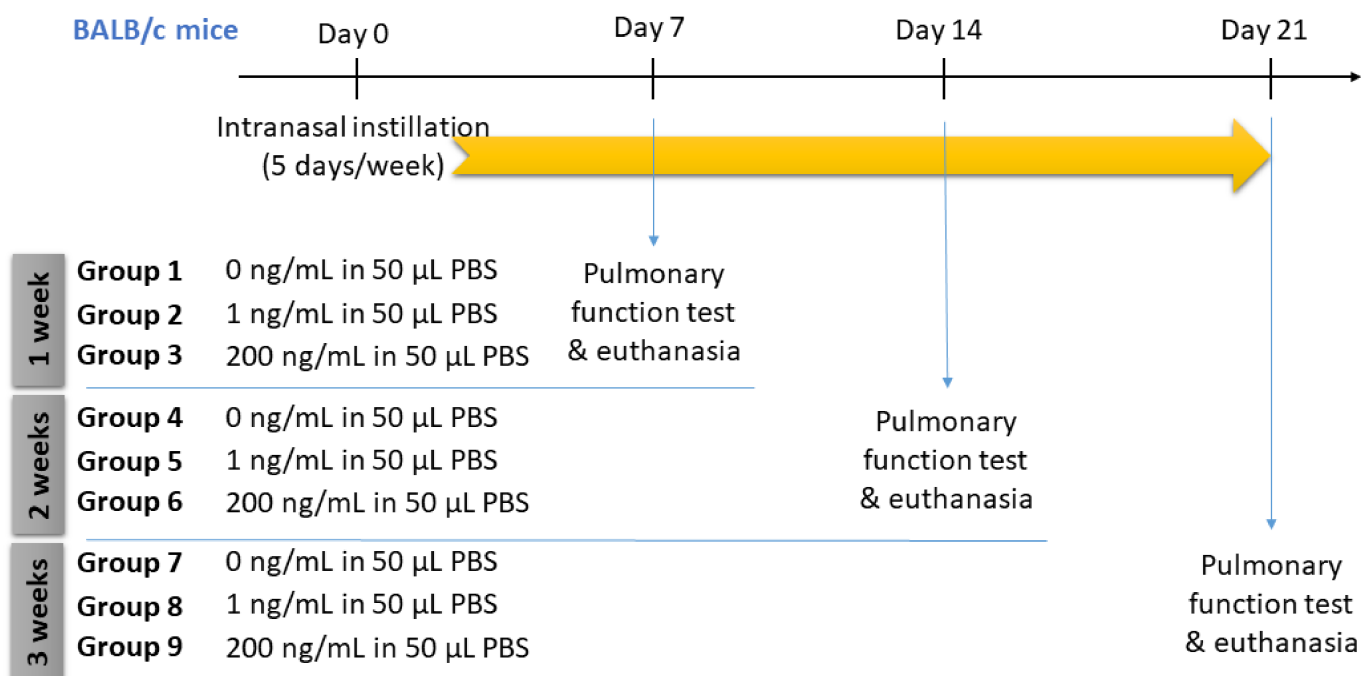 BALB/c mice
Day 0
Day 7
Day 14
Day 21
Intranasal instillation
(5 days/week)
1 week
Group 1 0 ng/mL in 50 µL PBS
Group 2 1 ng/mL in 50 µL PBS
Group 3 200 ng/mL in 50 µL PBS
Pulmonary
function test
& euthanasia
2 weeks
Group 4 0 ng/mL in 50 µL PBS
Group 5 1 ng/mL in 50 µL PBS
Group 6 200 ng/mL in 50 µL PBS
Pulmonary
function test
& euthanasia
3 weeks
Group 7 0 ng/mL in 50 µL PBS
Group 8 1 ng/mL in 50 µL PBS
Group 9 200 ng/mL in 50 µL PBS
Pulmonary
function test
& euthanasia